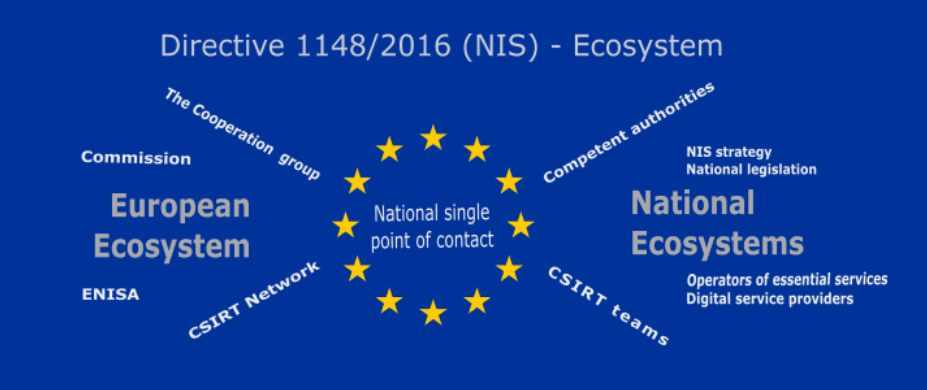 Directive 1148/2016 (NIS) - Ecosystem
The Cooperation group
Commission
European
Ecosystem
ENISA
CSIRT Network
National single
point of contact
Competent authorities
NIS strategy
National legislation
National
Ecosystems
Operators of essential services
Digital service providers
CSIRT teams